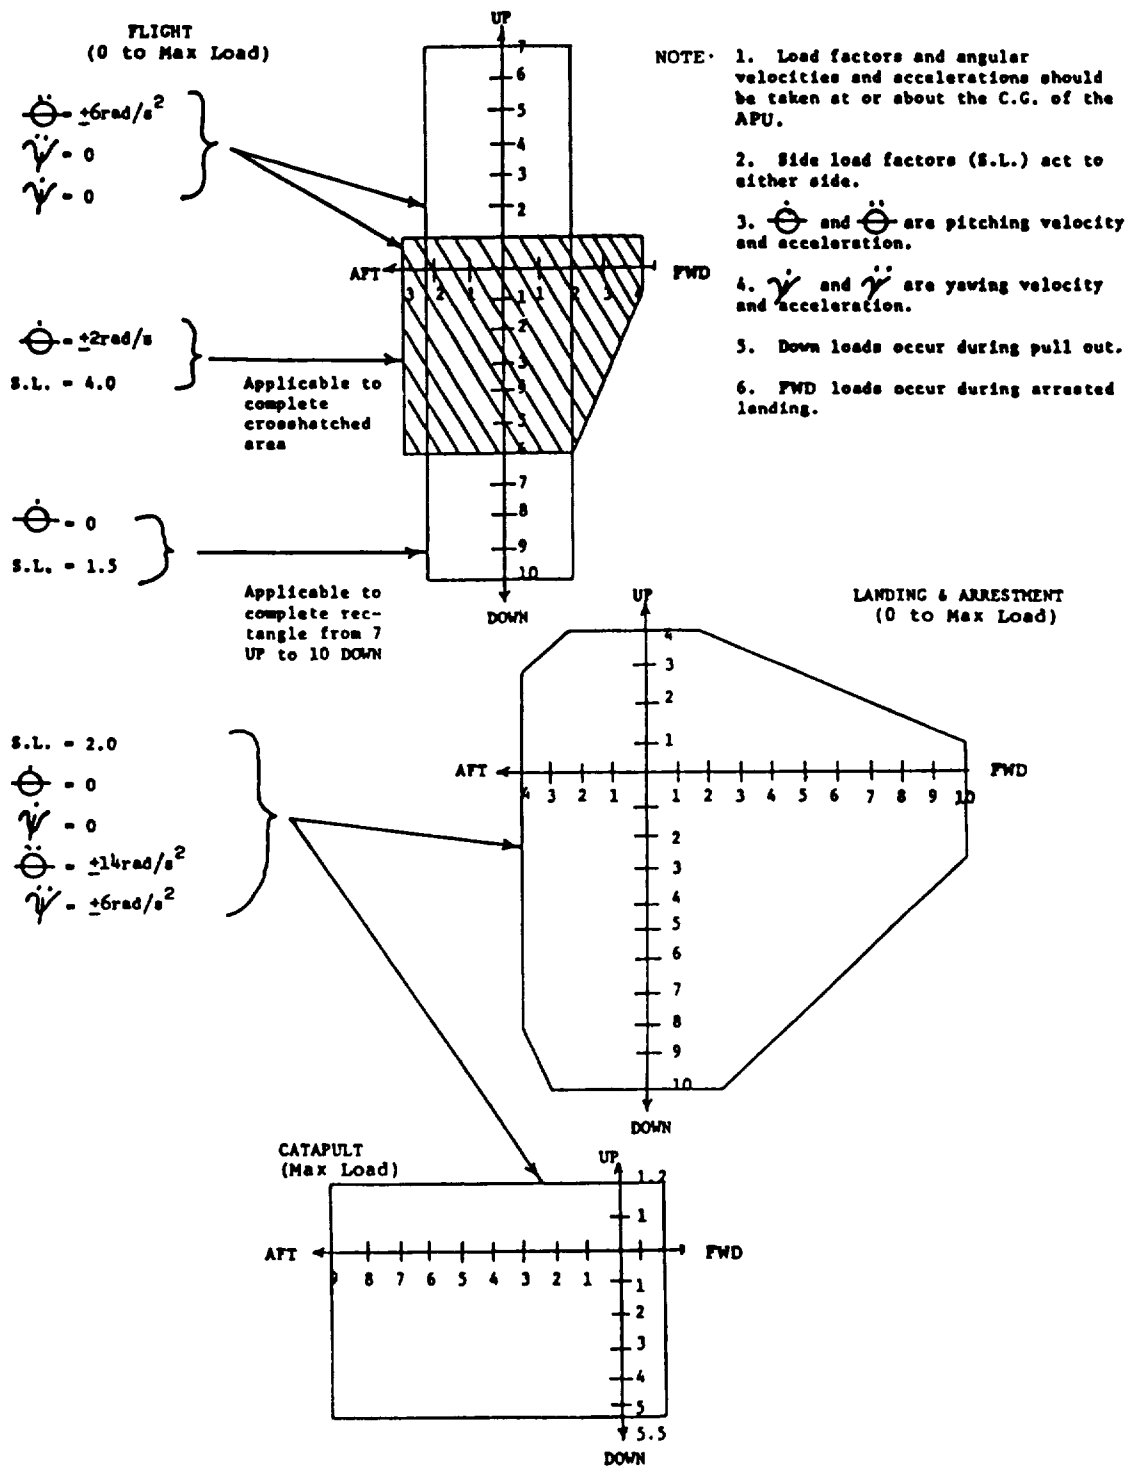 FLIGHT
(0 to Max Load)
Θ̈ = ±6rad/s²
ψ̈ = 0
ψ̇ = 0
Θ̇ = ±2rad/s
S.L. = 4.0
Applicable to
complete
crosshatched
area
Θ̇ = 0
S.L. = 1.5
Applicable to
complete rec-
tangle from 7
UP to 10 DOWN
UP
7
6
5
4
3
2
AFT
FWD
3 2 1 1 2 3
1
2
3
5
6
7
8
9
10
DOWN
NOTE· 1. Load factors and angular
velocities and accelerations should
be taken at or about the C.G. of the
APU.
2. Side load factors (S.L.) act to
either side.
3. Θ̇ and Θ̈ are pitching velocity
and acceleration.
4. ψ̇ and ψ̈ are yawing velocity
and acceleration.
5. Down loads occur during pull out.
6. FWD loads occur during arrested
landing.
LANDING & ARRESTMENT
(0 to Max Load)
UP
4
3
2
1
AFT
FWD
4 3 2 1 1 2 3 4 5 6 7 8 9 10
2
3
4
5
6
7
8
9
10
DOWN
S.L. = 2.0
Θ̇ = 0
ψ̇ = 0
Θ̈ = ±14rad/s²
ψ̈ = ±6rad/s²
CATAPULT
(Max Load)
UP
1.2
1
AFT
FWD
8 7 6 5 4 3 2 1
1
2
3
4
5
5.5
DOWN